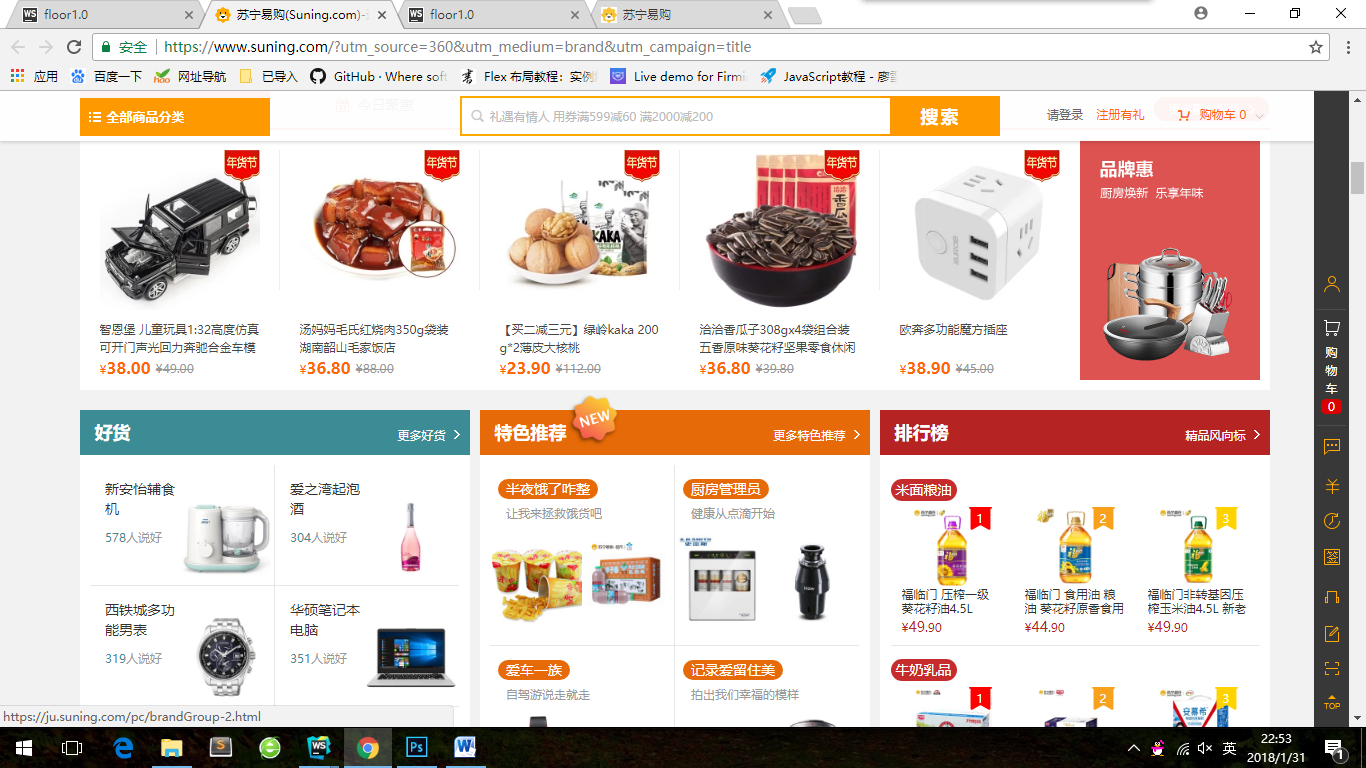 floor1.0
苏宁易购(Suning.com)-
floor1.0
苏宁易购
安全
https://www.suning.com/?utm_source=360&utm_medium=brand&utm_campaign=title
应用
百度一下
网址导航
已导入
GitHub · Where soft
Flex 布局教程：实例
Live demo for Firmi
JavaScript教程 - 廖
全部商品分类
礼遇有情人 用券满599减60 满2000减200
搜索
请登录
注册有礼
购物车 0
年货节
年货节
年货节
年货节
年货节
智恩堡 儿童玩具1:32高度仿真
可开门声光回力奔驰合金车模
¥38.00 ¥49.00
汤妈妈毛氏红烧肉350g袋装
湖南韶山毛家饭店
¥36.80 ¥88.00
KAKA
【买二减三元】绿岭kaka 200
g*2薄皮大核桃
¥23.90 ¥112.00
洽洽香瓜子308gx4袋组合装
五香原味葵花籽坚果零食休闲
¥36.80 ¥39.80
欧奔多功能魔方插座
¥38.90 ¥45.00
品牌惠
厨房焕新 乐享年味
购
物
车
0
TOP
好货
更多好货
新安怡辅食
机
578人说好
爱之湾起泡
酒
304人说好
西铁城多功
能男表
319人说好
华硕笔记本
电脑
351人说好
特色推荐
NEW
更多特色推荐
半夜饿了咋整
让我来拯救饿货吧
厨房管理员
健康从点滴开始
爱车一族
自驾游说走就走
记录爱留住美
拍出我们幸福的模样
排行榜
精品风向标
米面粮油
1
2
3
福临门 压榨一级
葵花籽油4.5L
¥49.90
福临门 食用油 粮
油 葵花籽原香食用
¥44.90
福临门非转基因压
榨玉米油4.5L 新老
¥49.90
牛奶乳品
1
2
3
安慕希
https://ju.suning.com/pc/brandGroup-2.html
英
22:53
2018/1/31
1